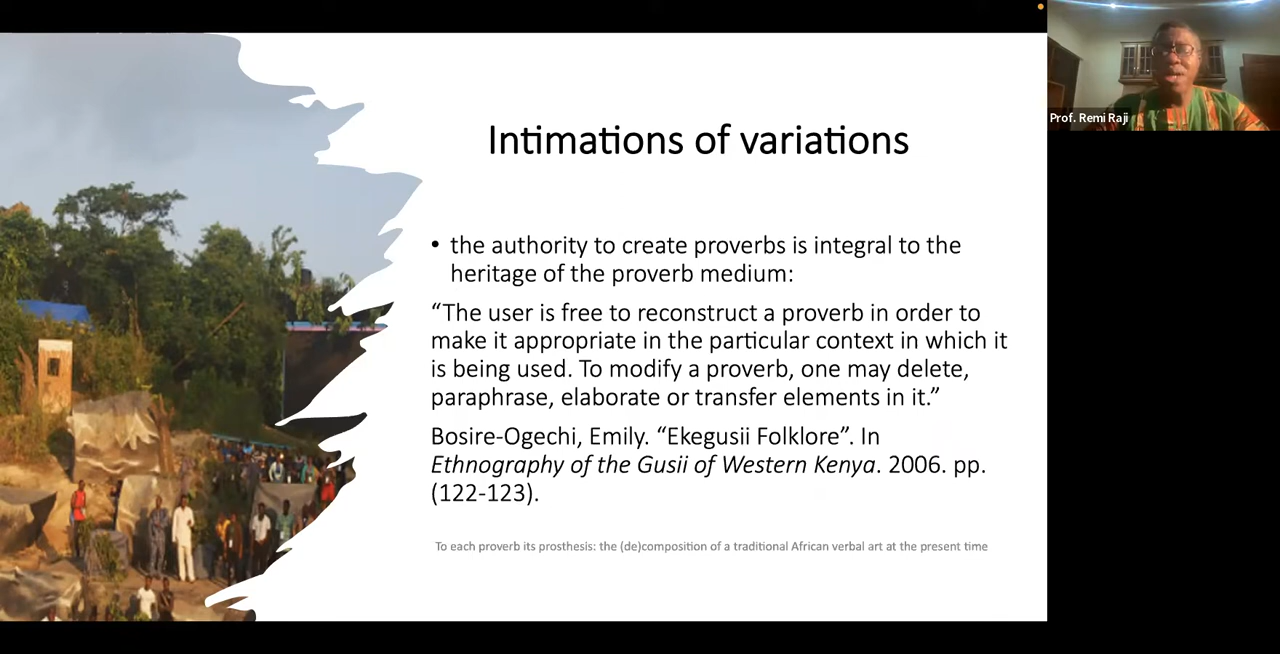 Intimations of variations
• the authority to create proverbs is integral to the
heritage of the proverb medium:
“The user is free to reconstruct a proverb in order to
make it appropriate in the particular context in which it
is being used. To modify a proverb, one may delete,
paraphrase, elaborate or transfer elements in it.”
Bosire-Ogechi, Emily. “Ekegusii Folklore”. In
Ethnography of the Gusii of Western Kenya. 2006. pp.
(122-123).
To each proverb its prosthesis: the (de)composition of a traditional African verbal art at the present time
Prof. Remi Raji